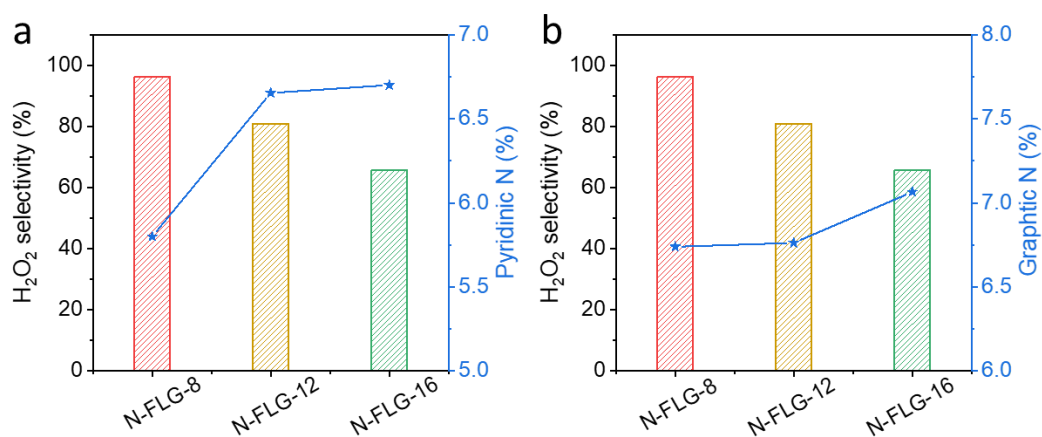 a
H₂O₂ selectivity (%)
100
80
60
40
20
0
7.0
6.5
6.0
5.5
5.0
Pyridinic N (%)
N-FLG-8
N-FLG-12
N-FLG-16
b
H₂O₂ selectivity (%)
100
80
60
40
20
0
8.0
7.5
7.0
6.5
6.0
Graphtic N (%)
N-FLG-8
N-FLG-12
N-FLG-16